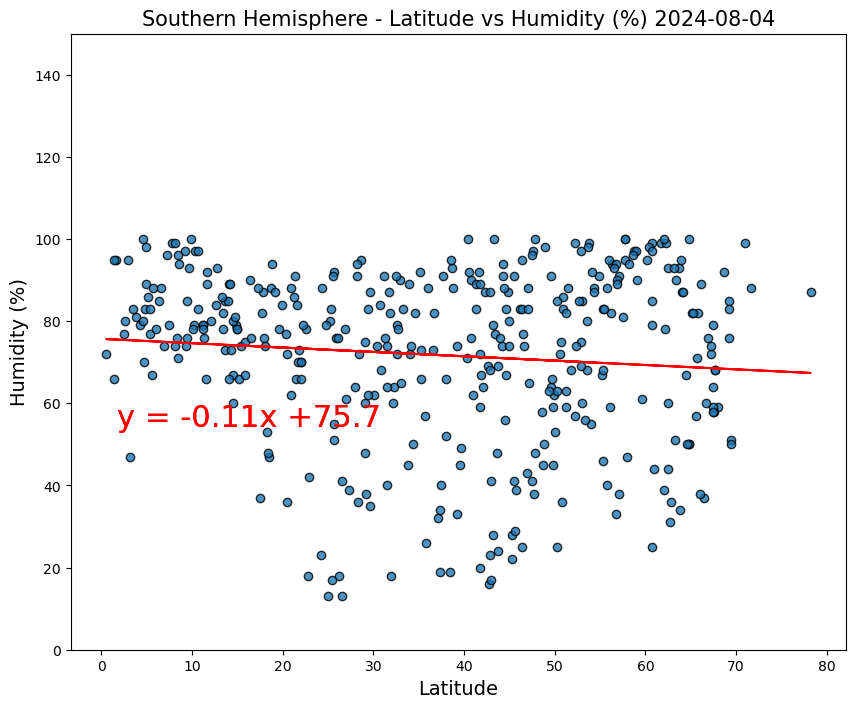 Southern Hemisphere - Latitude vs Humidity (%) 2024-08-04
140
120
100
80
60
40
20
0
Humidity (%)
y = -0.11x +75.7
0 10 20 30 40 50 60 70 80
Latitude